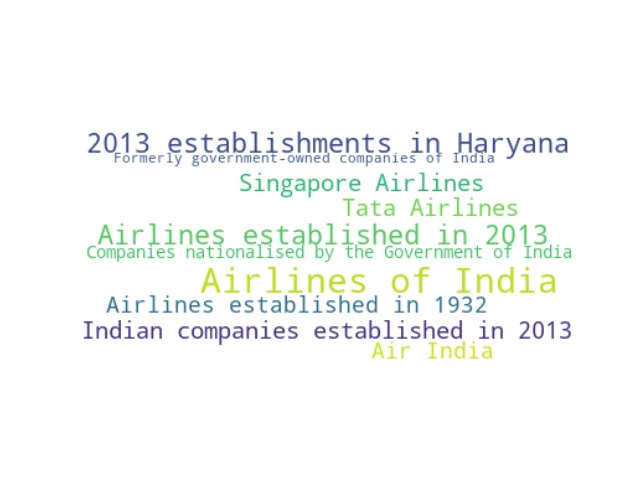 2013 establishments in Haryana
Formerly government-owned companies of India
Singapore Airlines
Tata Airlines
Airlines established in 2013
Companies nationalised by the Government of India
Airlines of India
Airlines established in 1932
Indian companies established in 2013
Air India